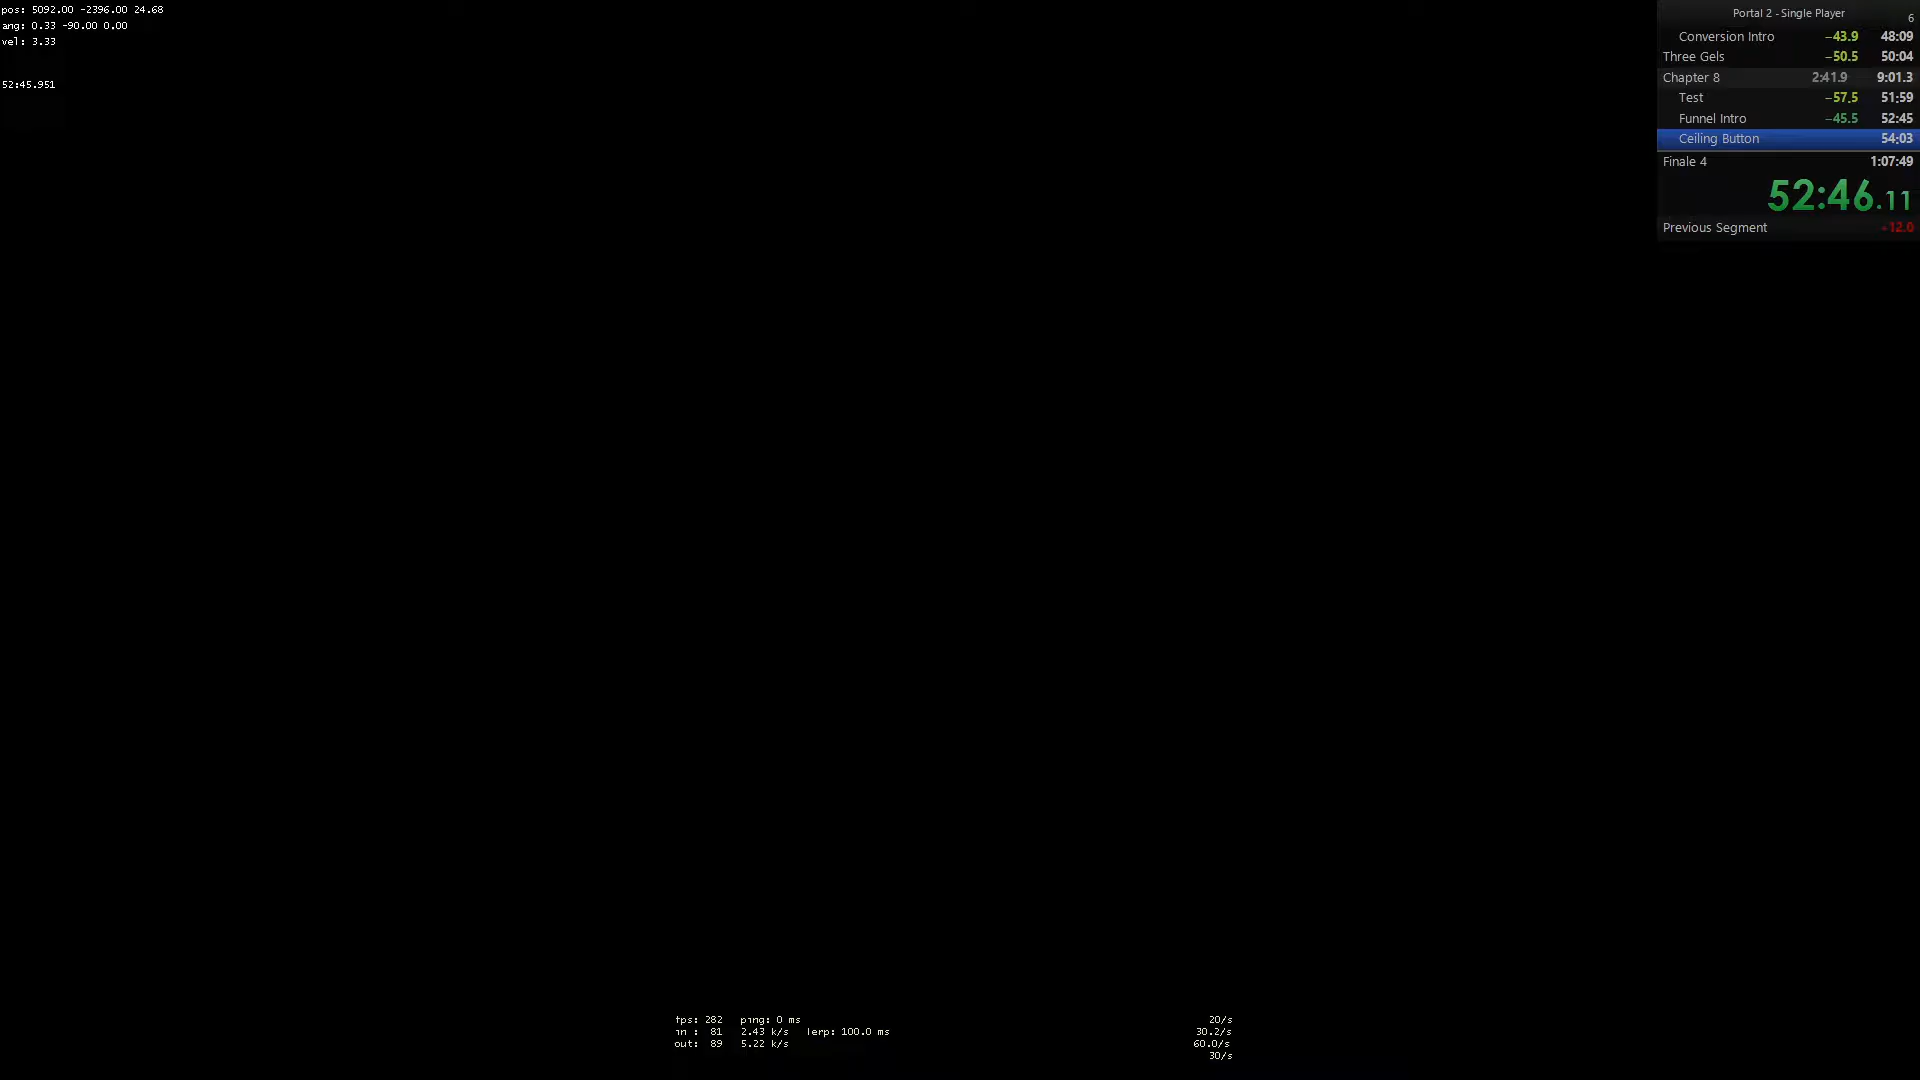 pos: 5092.00 -2396.00 24.68
ang: 0.33 -90.00 0.00
vel: 3.33
52:45.951
Portal 2 - Single Player
6
Conversion Intro −43.9 48:09
Three Gels −50.5 50:04
Chapter 8 2:41.9 9:01.3
Test −57.5 51:59
Funnel Intro −45.5 52:45
Ceiling Button 54:03
Finale 4 1:07:49
52:46.11
Previous Segment +12.0
fps: 282 ping: 0 ms 20/s
in : 81 2.43 k/s lerp: 100.0 ms 30.2/s
out: 89 5.22 k/s 60.0/s
30/s